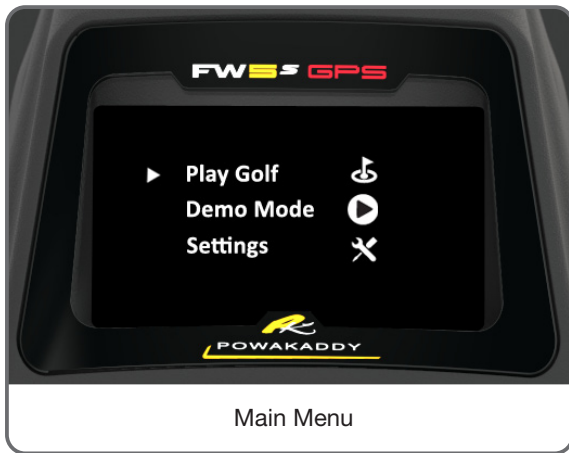 FW5s GPS
Play Golf
Demo Mode
Settings
POWAKADDY
Main Menu